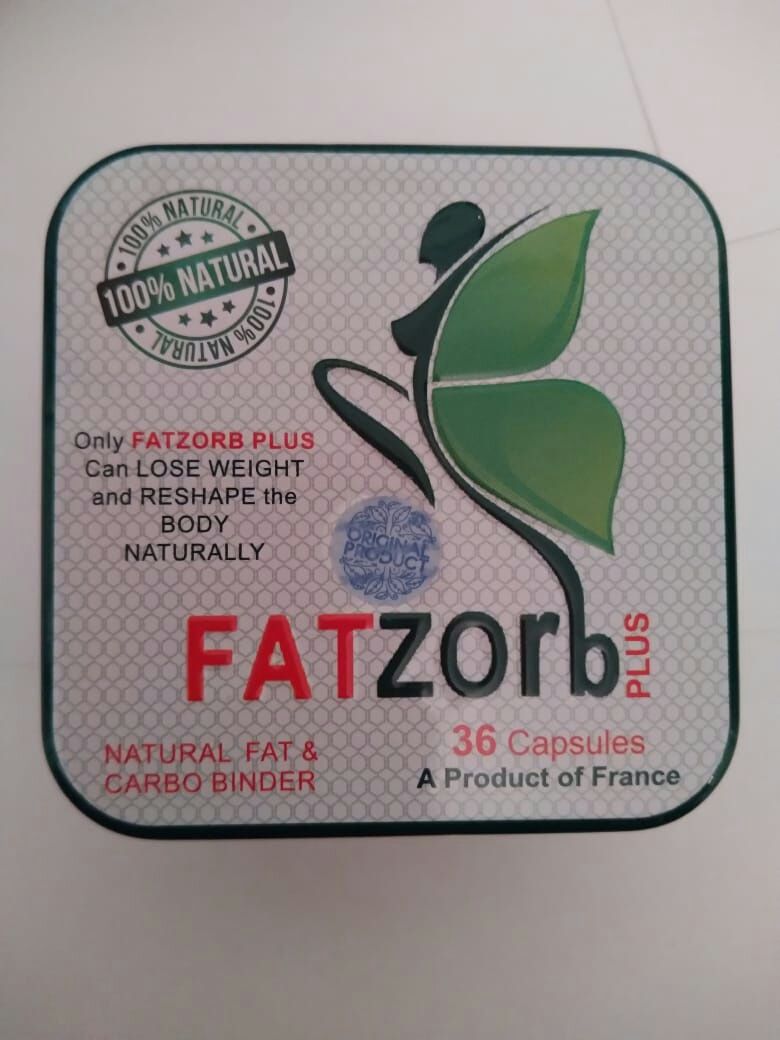 100% NATURAL
100% NATURAL
100% NATURAL
Only FATZORB PLUS
Can LOSE WEIGHT
and RESHAPE the
BODY
NATURALLY
ORIGINAL
PRODUCT
FATzorb PLUS
NATURAL FAT &
CARBO BINDER
36 Capsules
A Product of France